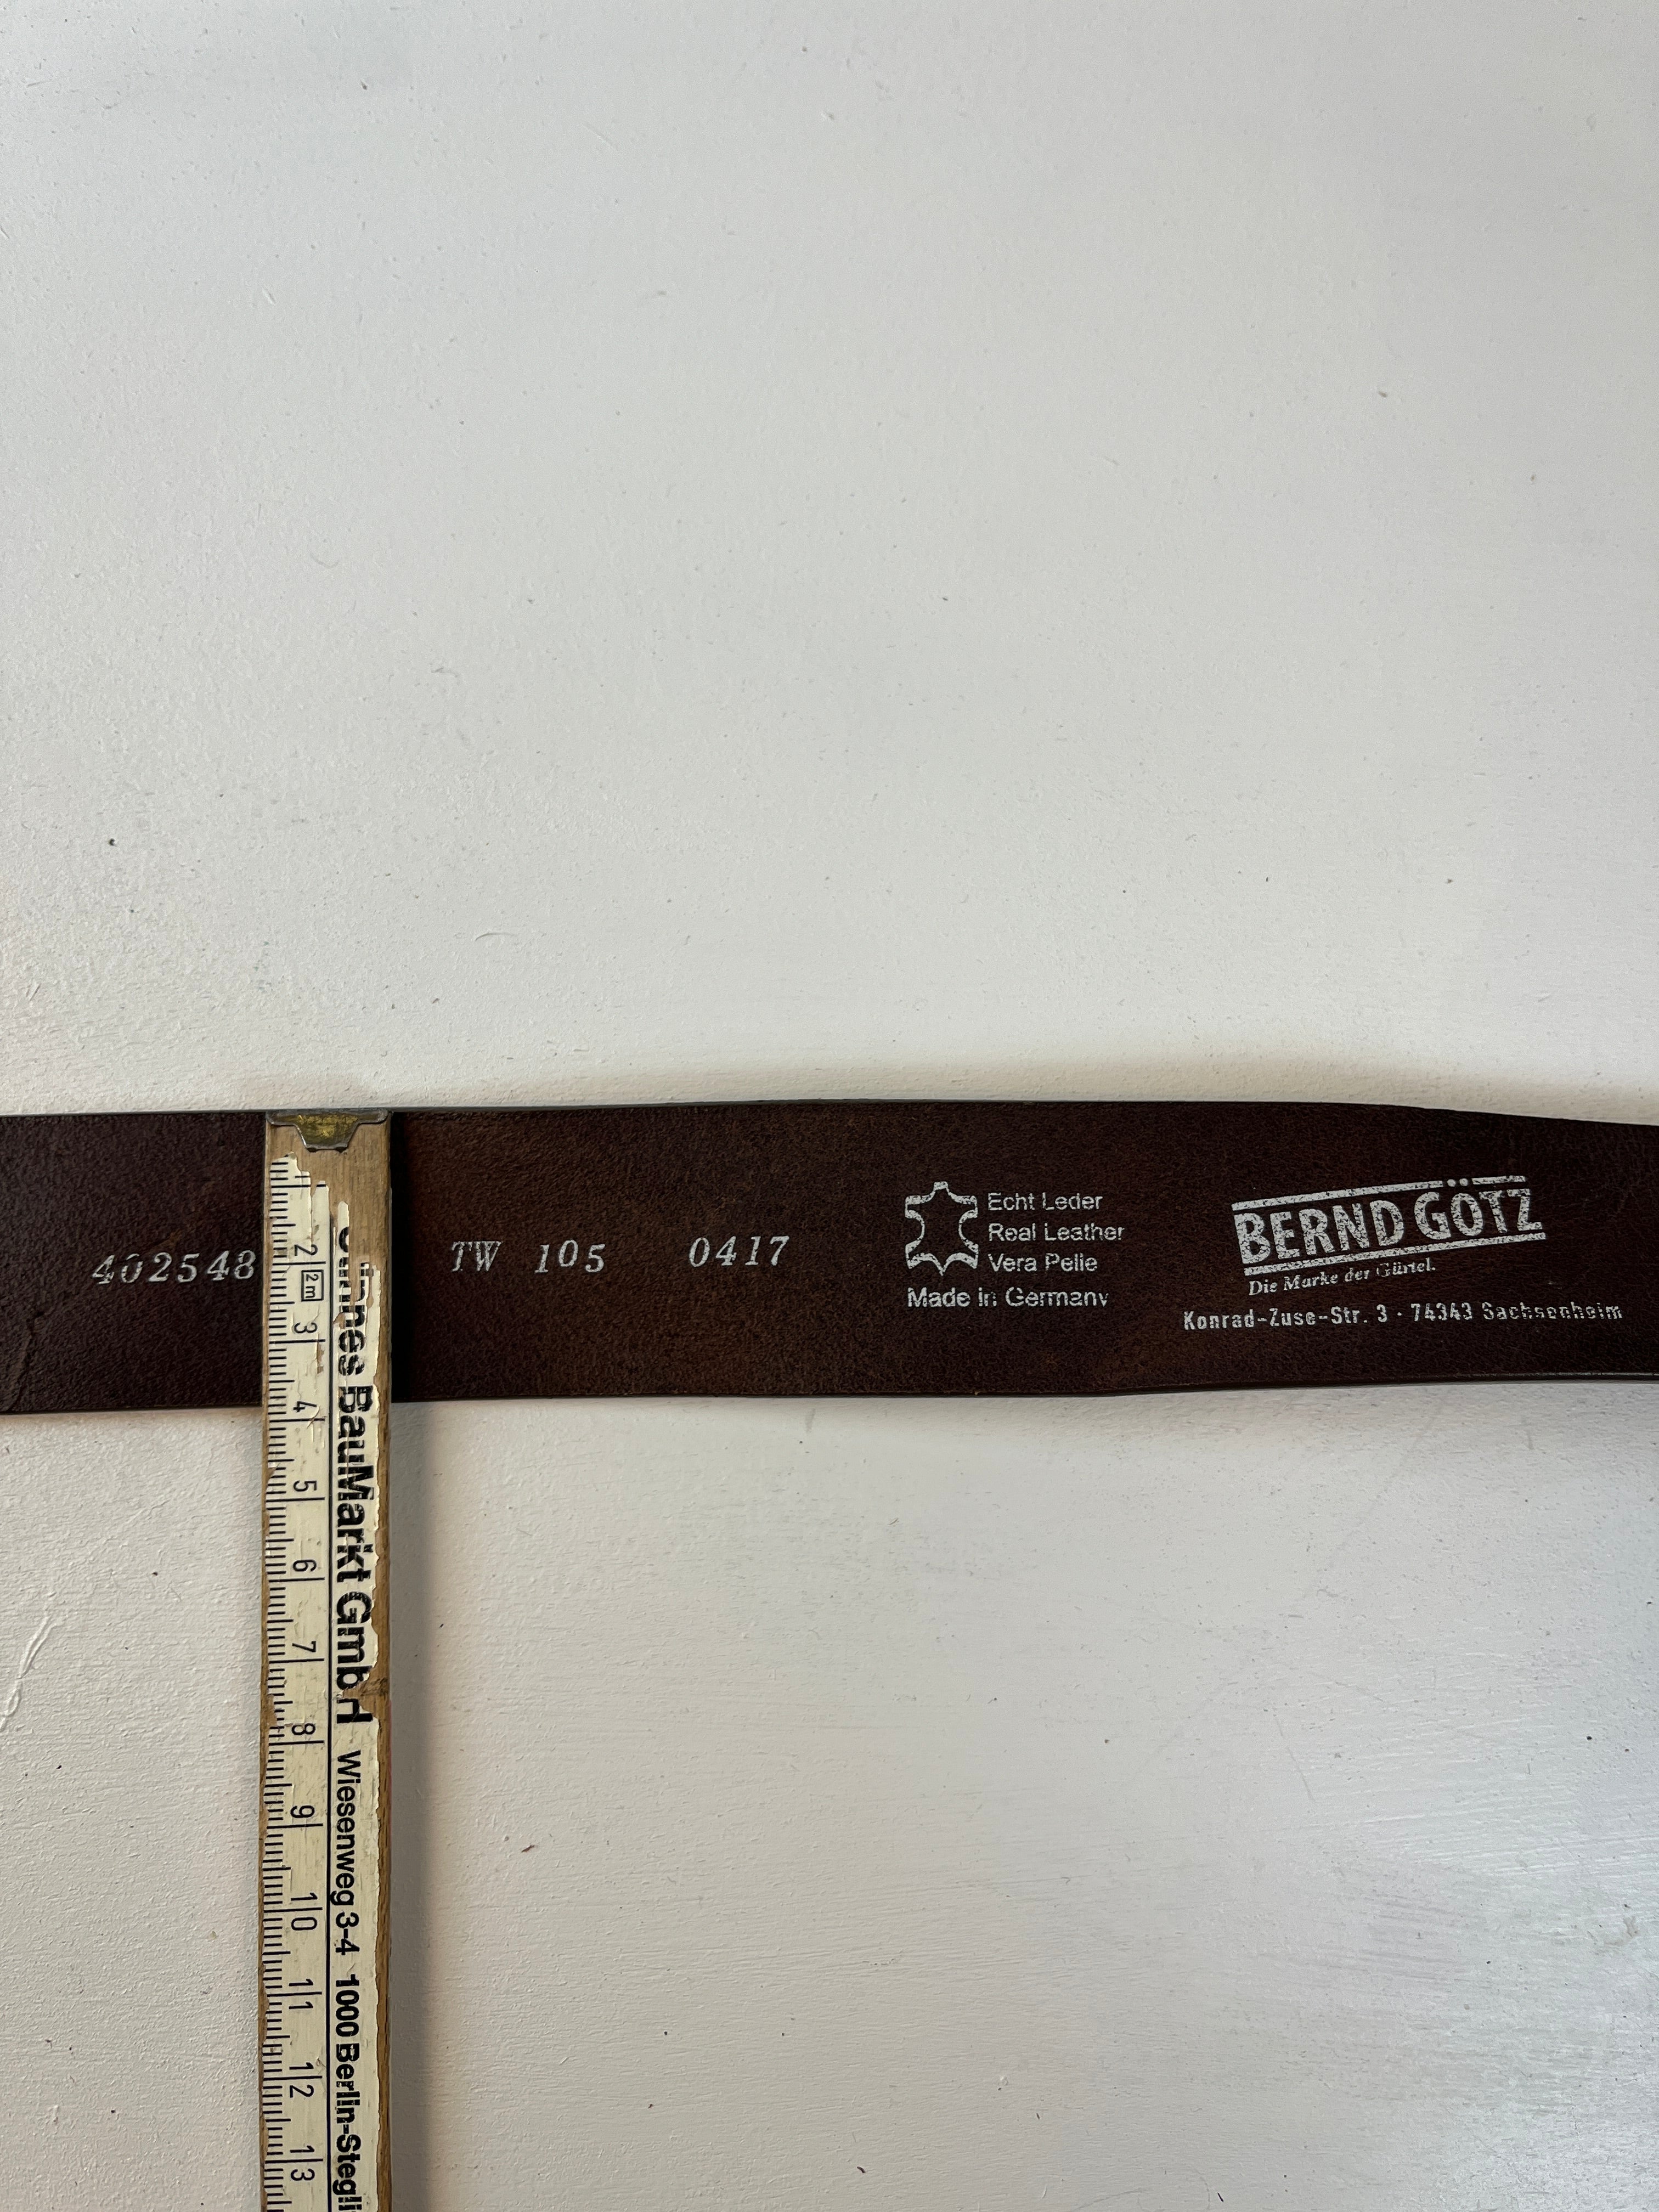 402548
TW 105 0417
Echt Leder
Real Leather
Vera Pelle
Made in Germany
BERND GÖTZ
Die Marke der Gürtel.
Konrad-Zuse-Str. 3 · 74343 Sachsenheim
2 2m 3 4 5 6 7 8 9 10 11 12 13
BauMarkt GmbH Wiesenweg 3-4 1000